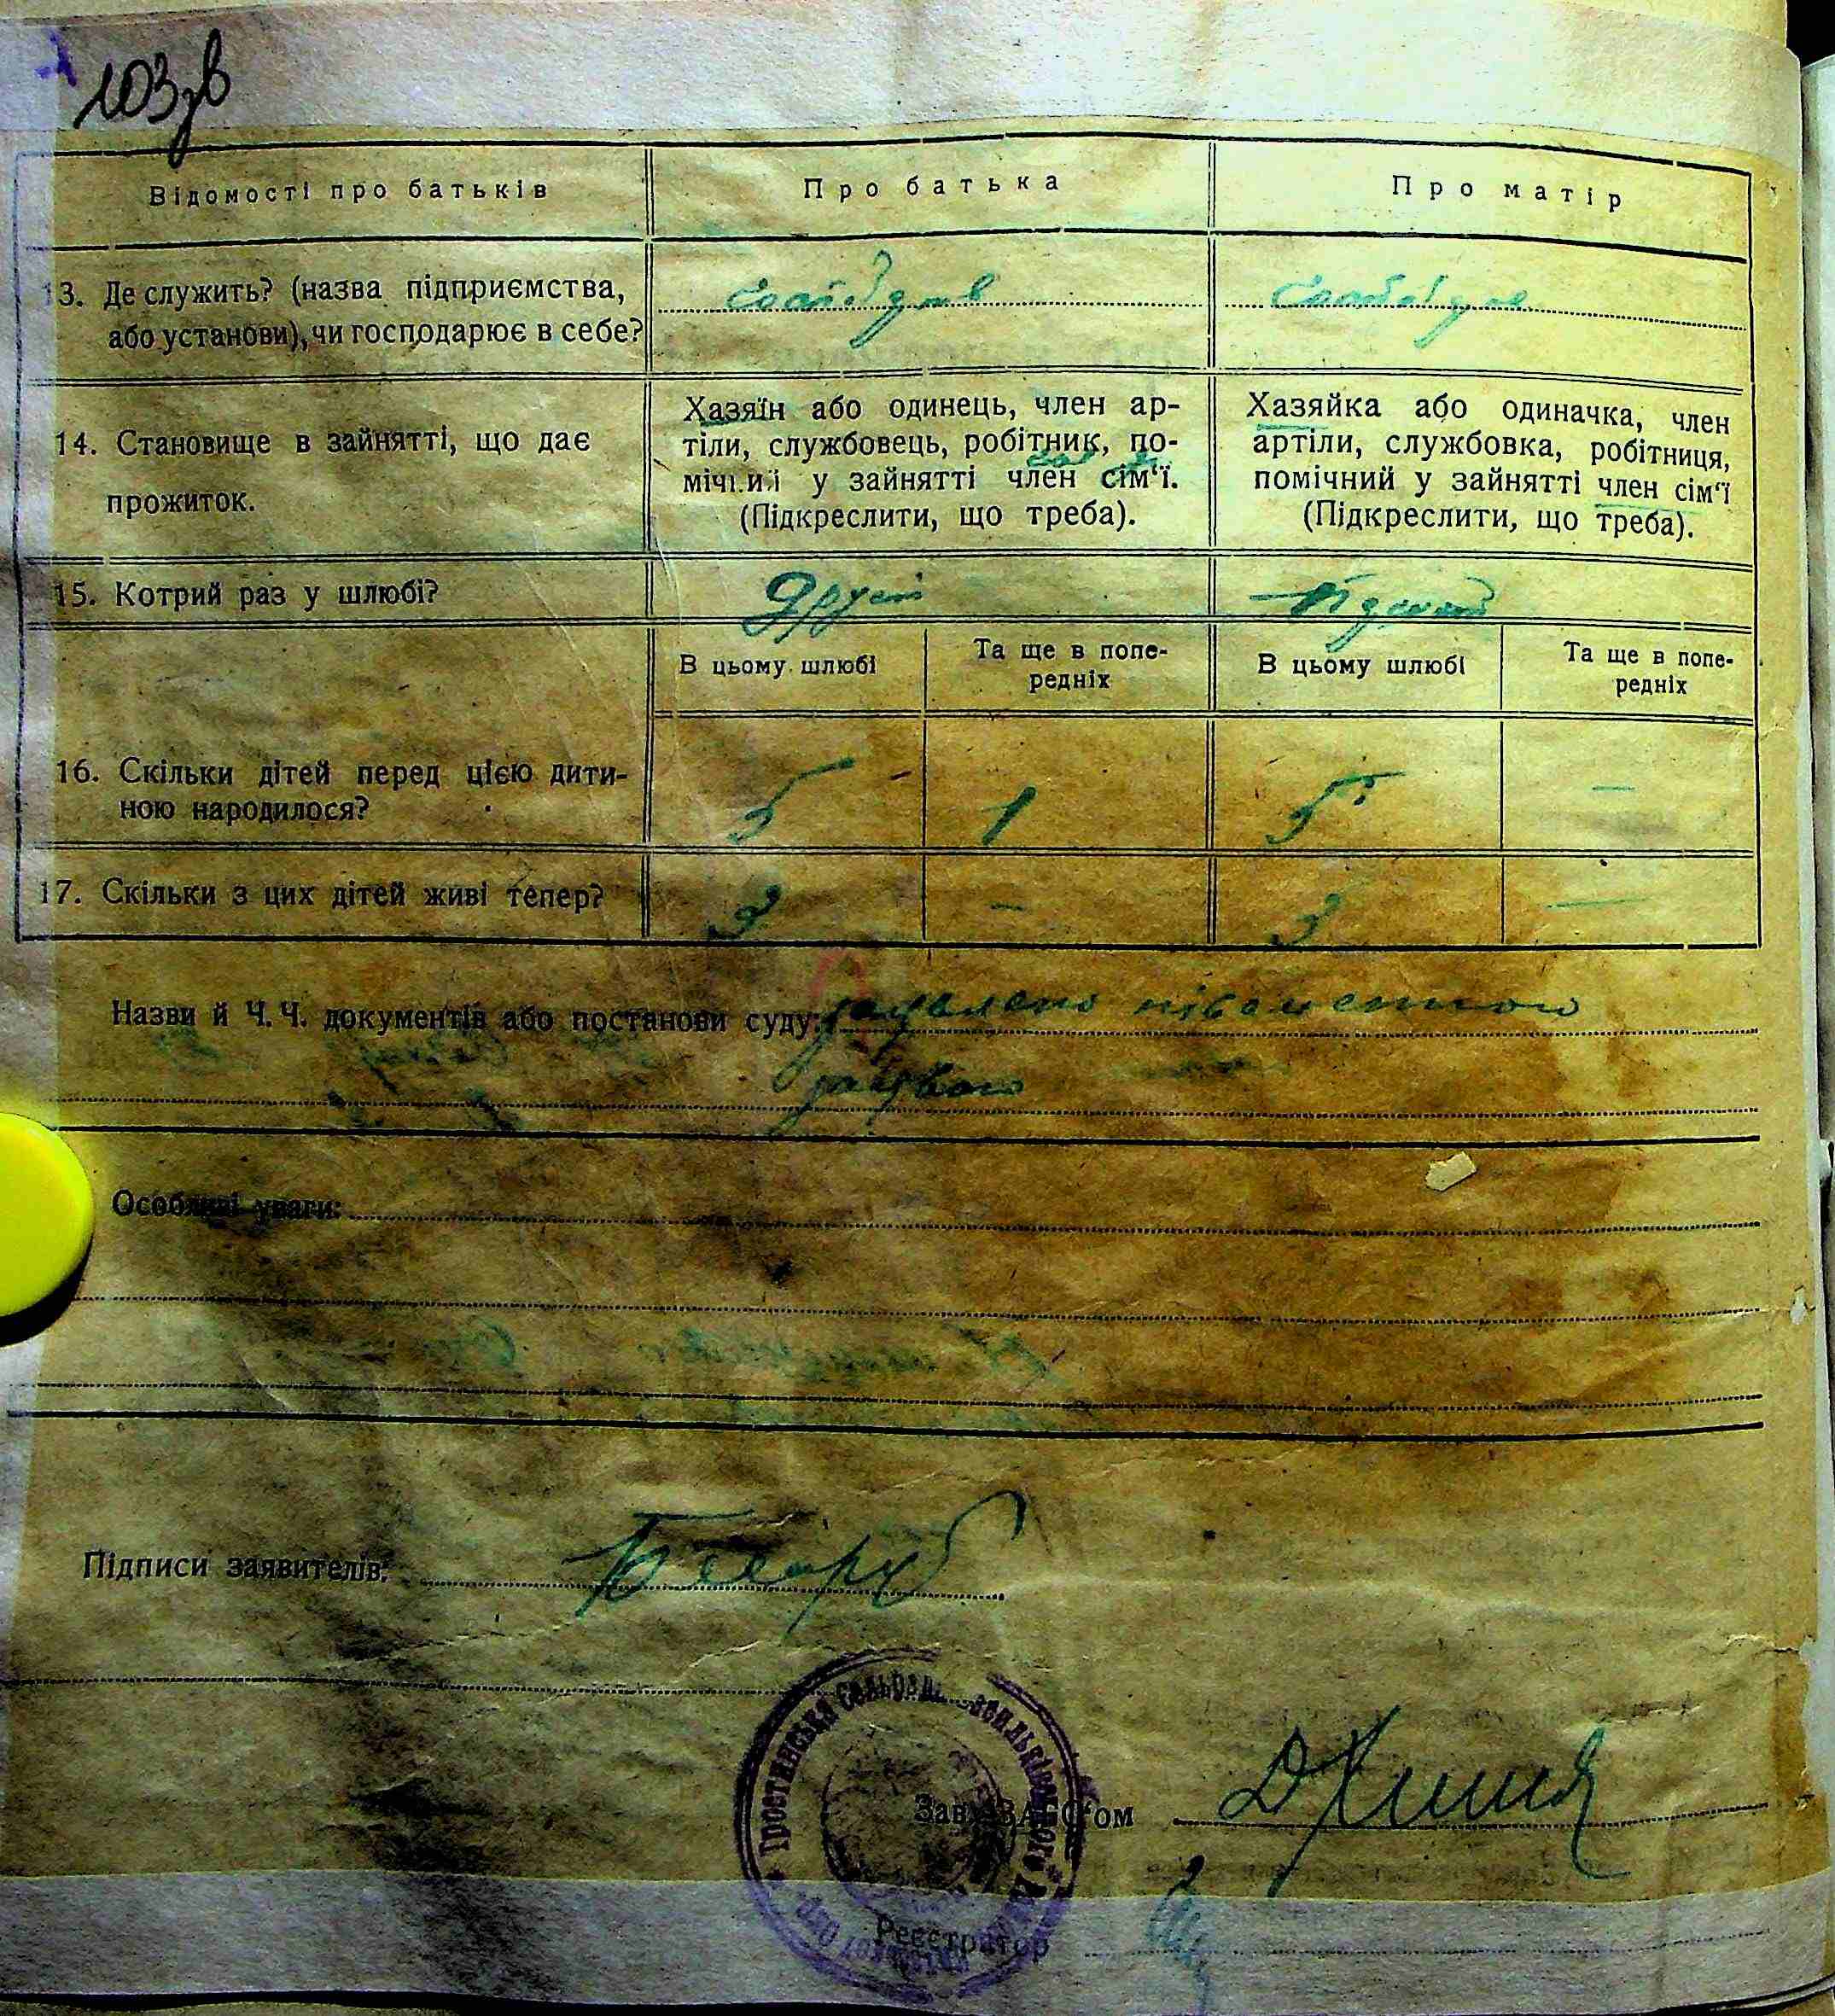 103зв
Відомості про батьків
Про батька
Про матір
13. Де служить? (назва підприємства,
або установи), чи господарює в себе?
14. Становище в зайнятті, що дає
прожиток.
Хазяїн або одинець, член ар-
тіли, службовець, робітник, по-
мічний у зайнятті член сім'ї.
(Підкреслити, що треба).
Хазяйка або одиначка, член
артіли, службовка, робітниця,
помічний у зайнятті член сім'ї
(Підкреслити, що треба).
15. Котрий раз у шлюбі?
Другий
В цьому шлюбі
Та ще в попе-
редніх
В цьому шлюбі
Та ще в попе-
редніх
16. Скільки дітей перед цією дити-
ною народилося?
5 1 5 —
17. Скільки з цих дітей живі тепер?
3 — 3 —
Назви й Ч. Ч. документів або постанови суду:
заявою
Особливі уваги:
Підписи заявителів:
Тростинська сельрада
Зав. ЗАГС'ом
Реєстратор